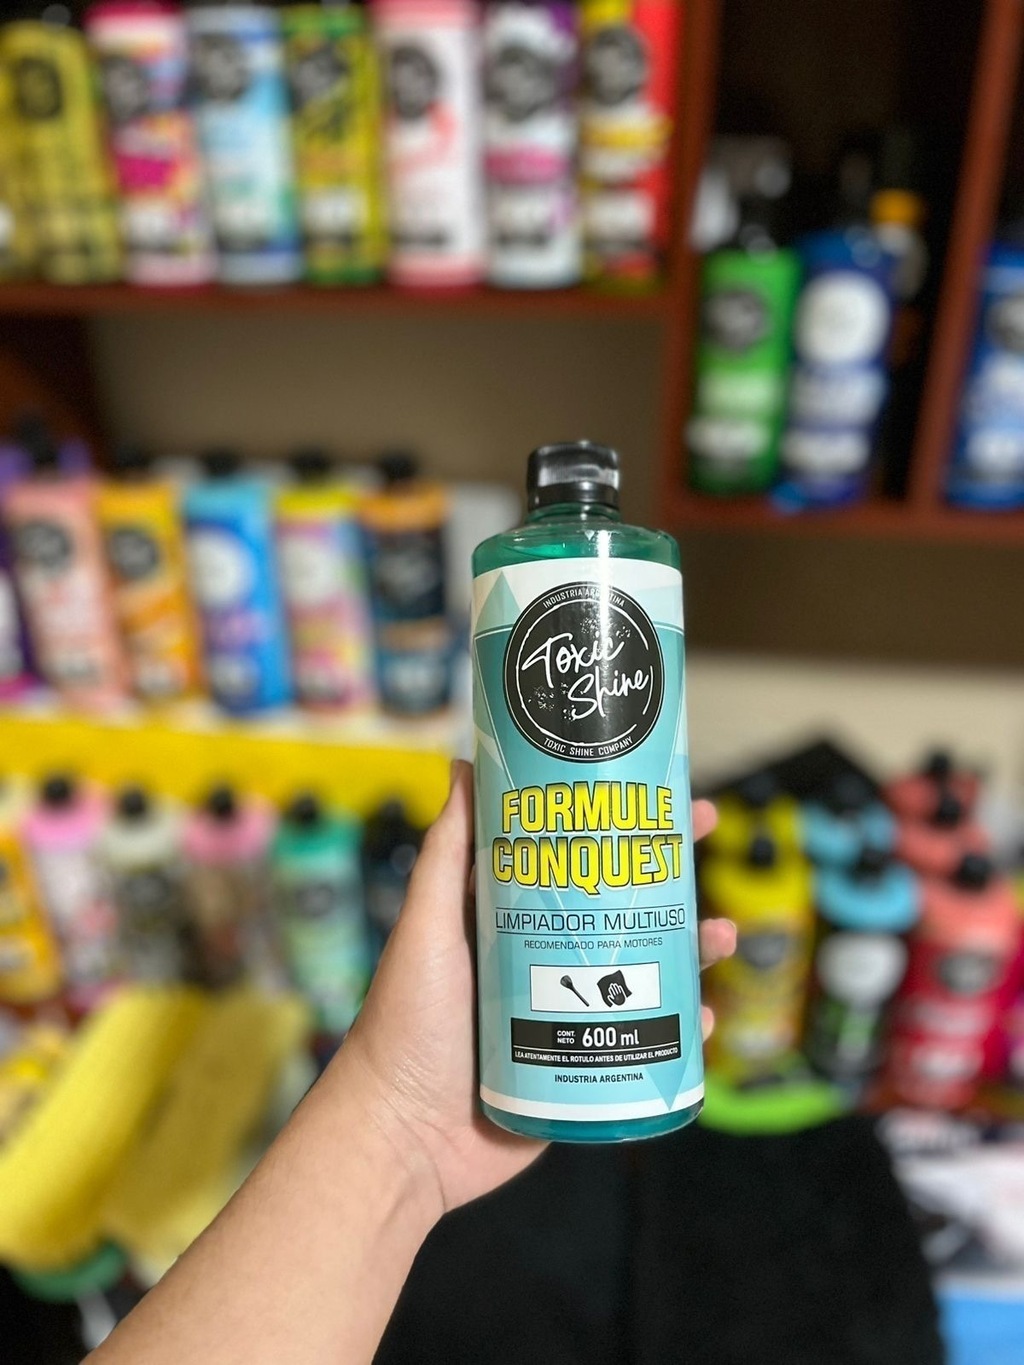 INDUSTRIA ARGENTINA
Toxic
Shine
TOXIC SHINE COMPANY
FORMULE
CONQUEST
LIMPIADOR MULTIUSO
RECOMENDADO PARA MOTORES
CONT.
NETO
600 ml
LEA ATENTAMENTE EL ROTULO ANTES DE UTILIZAR EL PRODUCTO
INDUSTRIA ARGENTINA